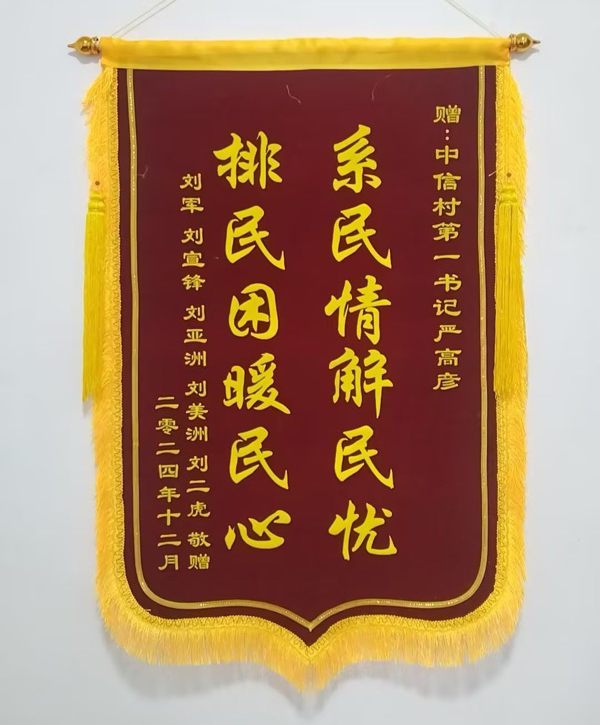 赠:中信村第一书记严高彦
系民情解民忧
排民困暖民心
刘军 刘宣锋 刘亚洲 刘美洲 刘二虎 敬赠
二零二四年十二月